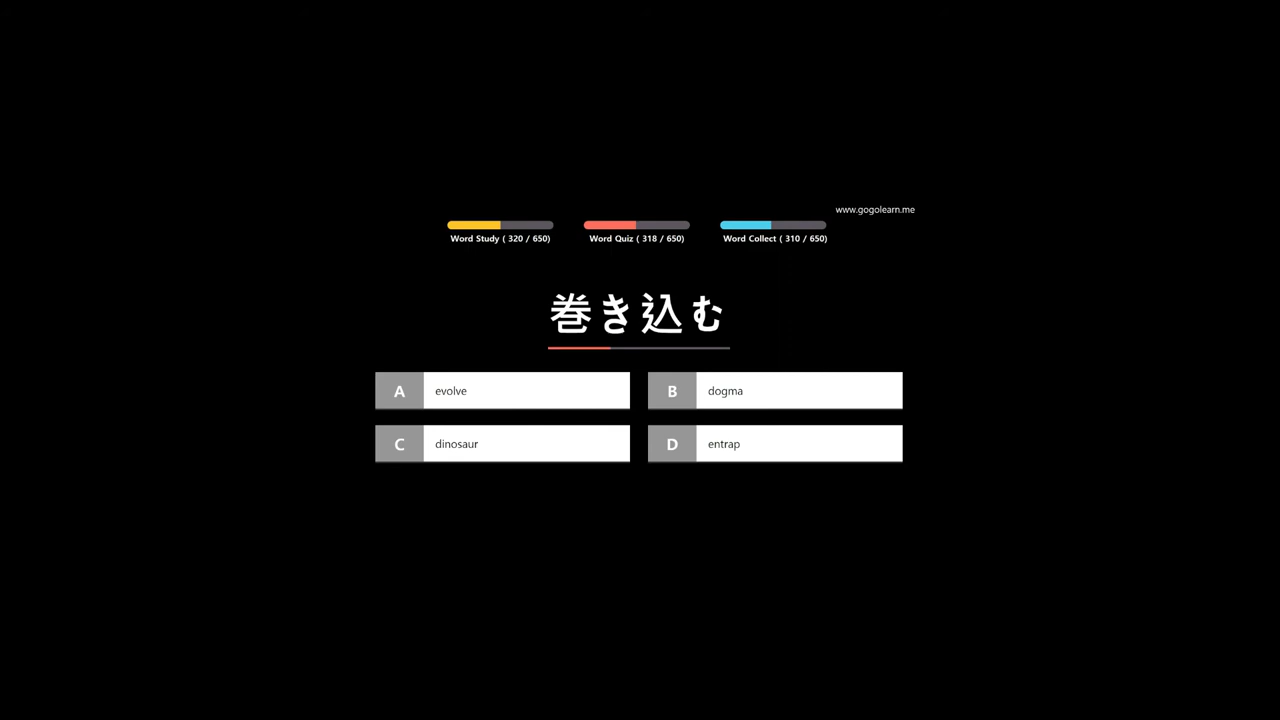 www.gogolearn.me
Word Study ( 320 / 650) Word Quiz ( 318 / 650) Word Collect ( 310 / 650)
巻き込む
A evolve B dogma
C dinosaur D entrap